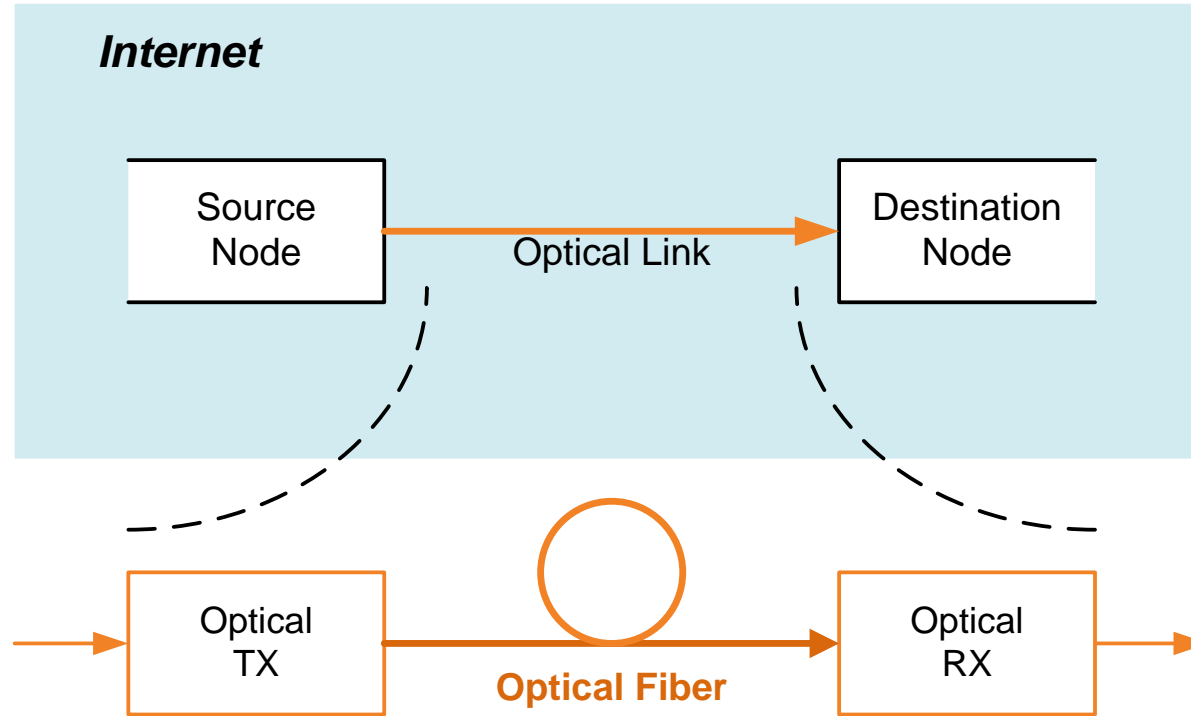 Internet
Source
Node
Optical Link
Destination
Node
Optical
TX
Optical Fiber
Optical
RX